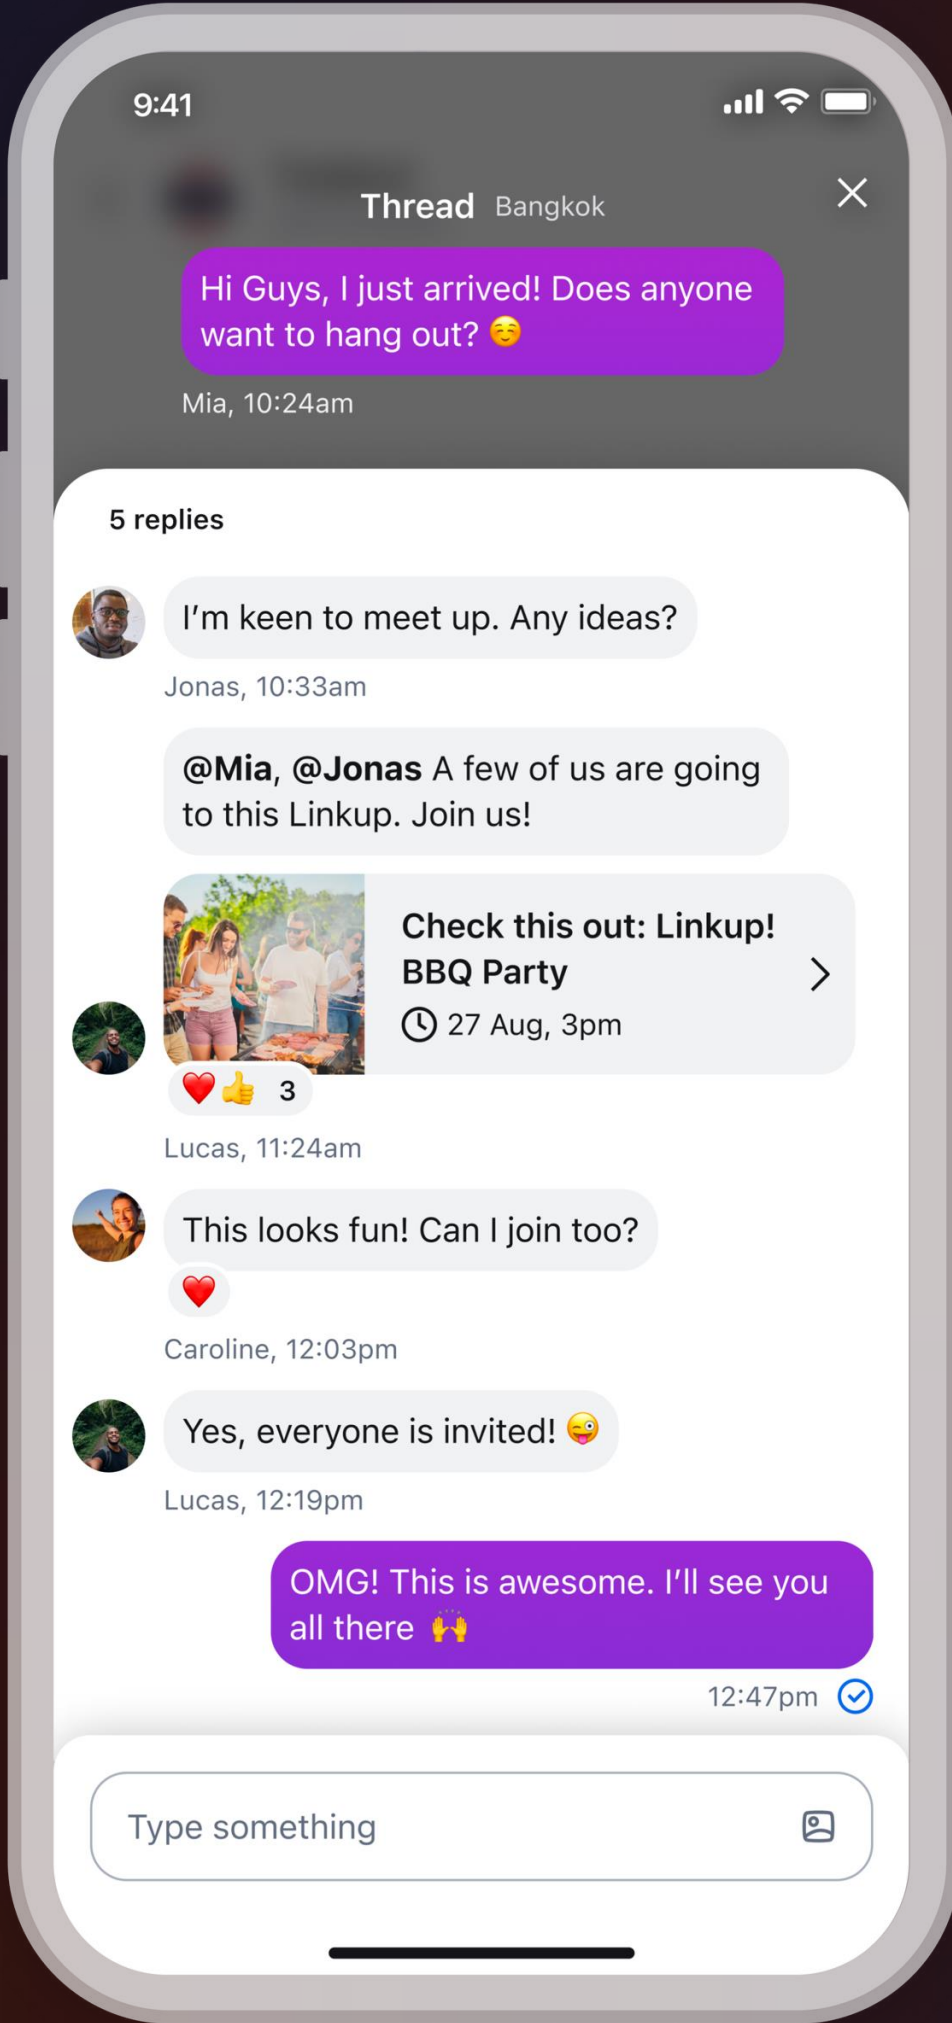 9:41
Thread Bangkok
Hi Guys, I just arrived! Does anyone
want to hang out? ☺️
Mia, 10:24am
5 replies
I’m keen to meet up. Any ideas?
Jonas, 10:33am
@Mia, @Jonas A few of us are going
to this Linkup. Join us!
Check this out: Linkup!
BBQ Party
27 Aug, 3pm
❤️👍 3
Lucas, 11:24am
This looks fun! Can I join too?
❤️
Caroline, 12:03pm
Yes, everyone is invited! 😜
Lucas, 12:19pm
OMG! This is awesome. I’ll see you
all there 🙌
12:47pm
Type something